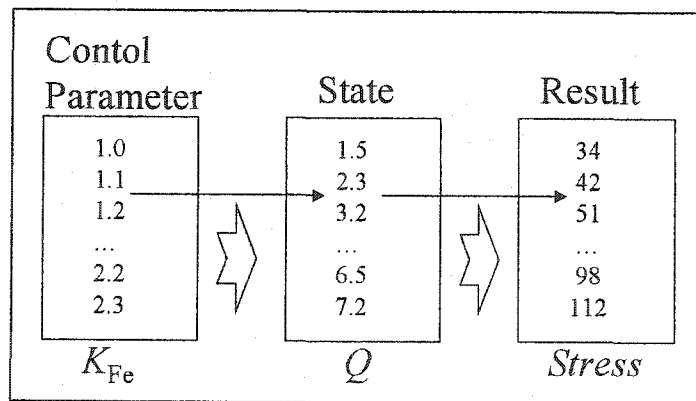 Contol
Parameter
State
Result
1.0
1.1
1.2
...
2.2
2.3
1.5
2.3
3.2
...
6.5
7.2
34
42
51
...
98
112
K_Fe
Q
Stress